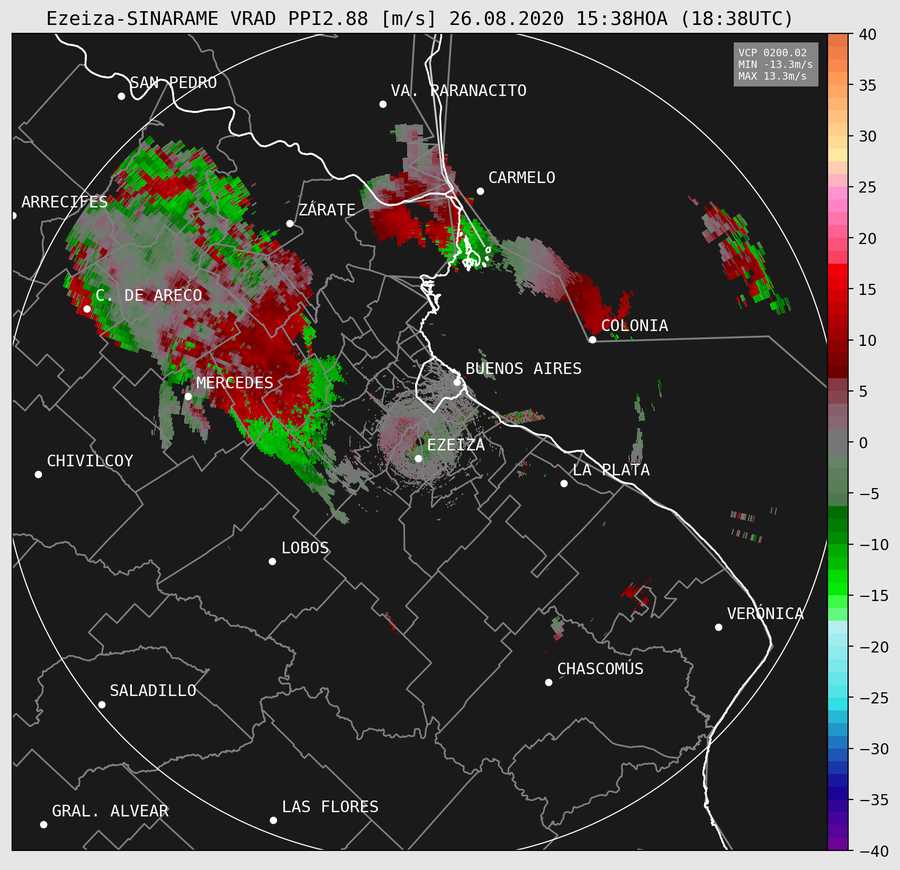 Ezeiza-SINARAME VRAD PPI2.88 [m/s] 26.08.2020 15:38HOA (18:38UTC)
VCP 0200.02
MIN -13.3m/s
MAX 13.3m/s
SAN PEDRO
VA. PARANACITO
CARMELO
ARRECIFES
ZÁRATE
C. DE ARECO
COLONIA
BUENOS AIRES
MERCEDES
EZEIZA
CHIVILCOY
LA PLATA
LOBOS
VERÓNICA
CHASCOMÚS
SALADILLO
GRAL. ALVEAR
LAS FLORES
40
35
30
25
20
15
10
5
0
−5
−10
−15
−20
−25
−30
−35
−40